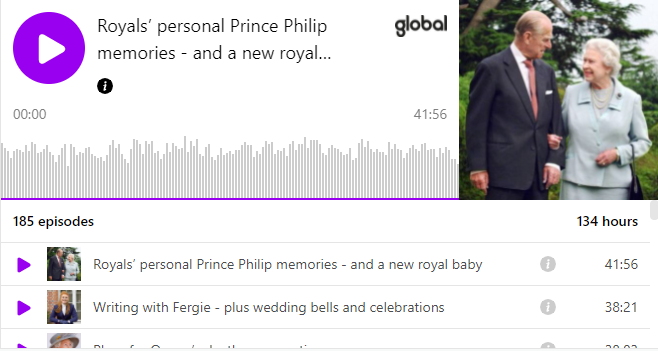 Royals’ personal Prince Philip
memories - and a new royal...
global
00:00
41:56
185 episodes
134 hours
Royals’ personal Prince Philip memories - and a new royal baby
41:56
Writing with Fergie - plus wedding bells and celebrations
38:21